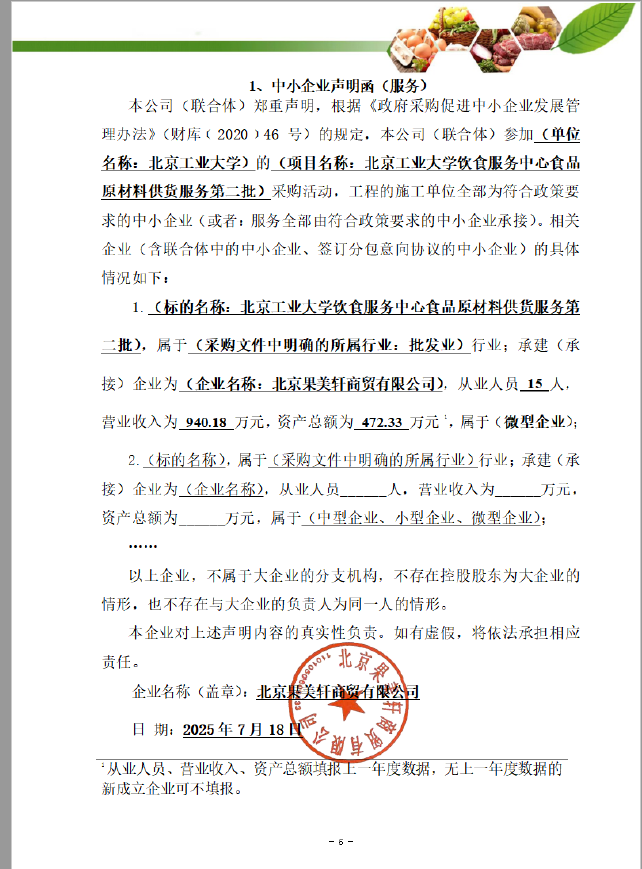 1、中小企业声明函（服务）
本公司（联合体）郑重声明，根据《政府采购促进中小企业发展管
理办法》（财库﹝2020﹞46 号）的规定，本公司（联合体）参加（单位
名称：北京工业大学）的（项目名称：北京工业大学饮食服务中心食品
原材料供货服务第二批）采购活动，工程的施工单位全部为符合政策要
求的中小企业（或者：服务全部由符合政策要求的中小企业承接）。相关
企业（含联合体中的中小企业、签订分包意向协议的中小企业）的具体
情况如下：
1.（标的名称：北京工业大学饮食服务中心食品原材料供货服务第
二批），属于（采购文件中明确的所属行业：批发业）行业；承建（承
接）企业为（企业名称：北京果美轩商贸有限公司），从业人员 15 人，
营业收入为 940.18 万元，资产总额为 472.33 万元¹，属于（微型企业）；
2.（标的名称），属于（采购文件中明确的所属行业）行业；承建（承
接）企业为（企业名称），从业人员______人，营业收入为______万元，
资产总额为______万元，属于（中型企业、小型企业、微型企业）；
……
以上企业，不属于大企业的分支机构，不存在控股股东为大企业的
情形，也不存在与大企业的负责人为同一人的情形。
本企业对上述声明内容的真实性负责。如有虚假，将依法承担相应
责任。
企业名称（盖章）：北京果美轩商贸有限公司
日 期：2025 年 7 月 18 日
北京果美轩商贸有限公司
¹从业人员、营业收入、资产总额填报上一年度数据，无上一年度数据的
新成立企业可不填报。
- 6 -